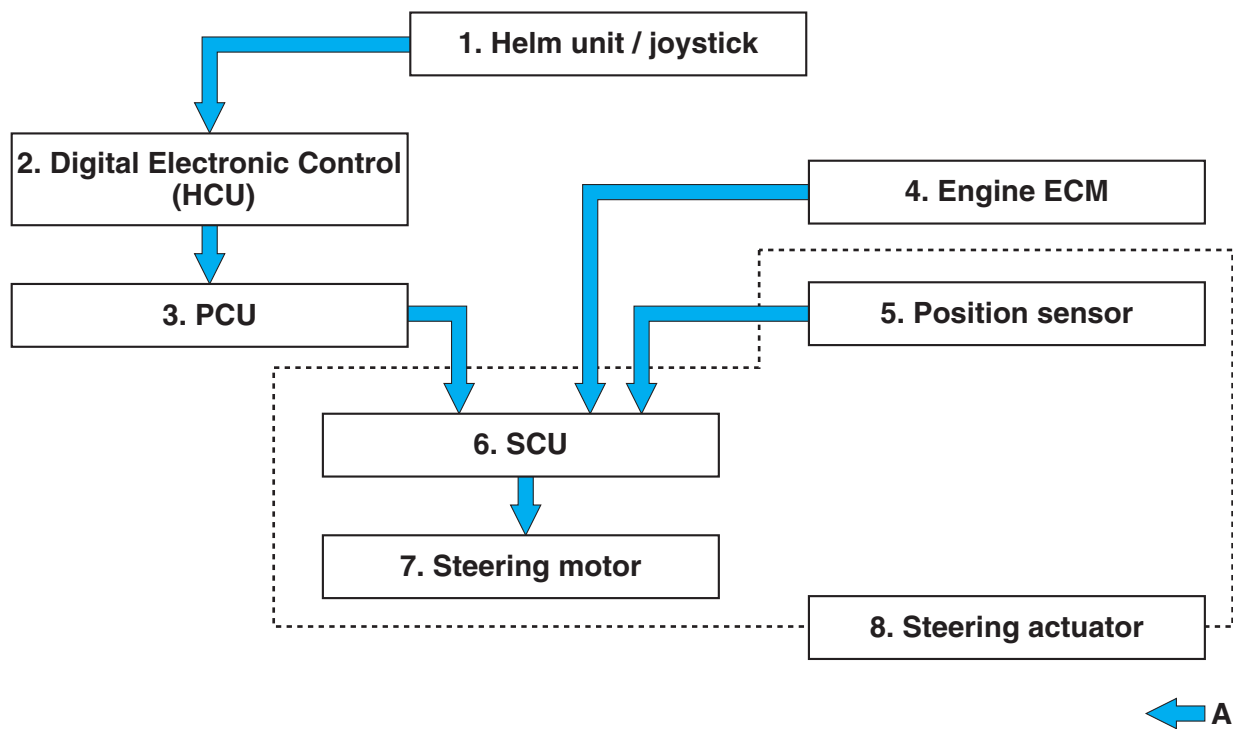 1. Helm unit / joystick
2. Digital Electronic Control
(HCU)
4. Engine ECM
3. PCU
5. Position sensor
6. SCU
7. Steering motor
8. Steering actuator
A